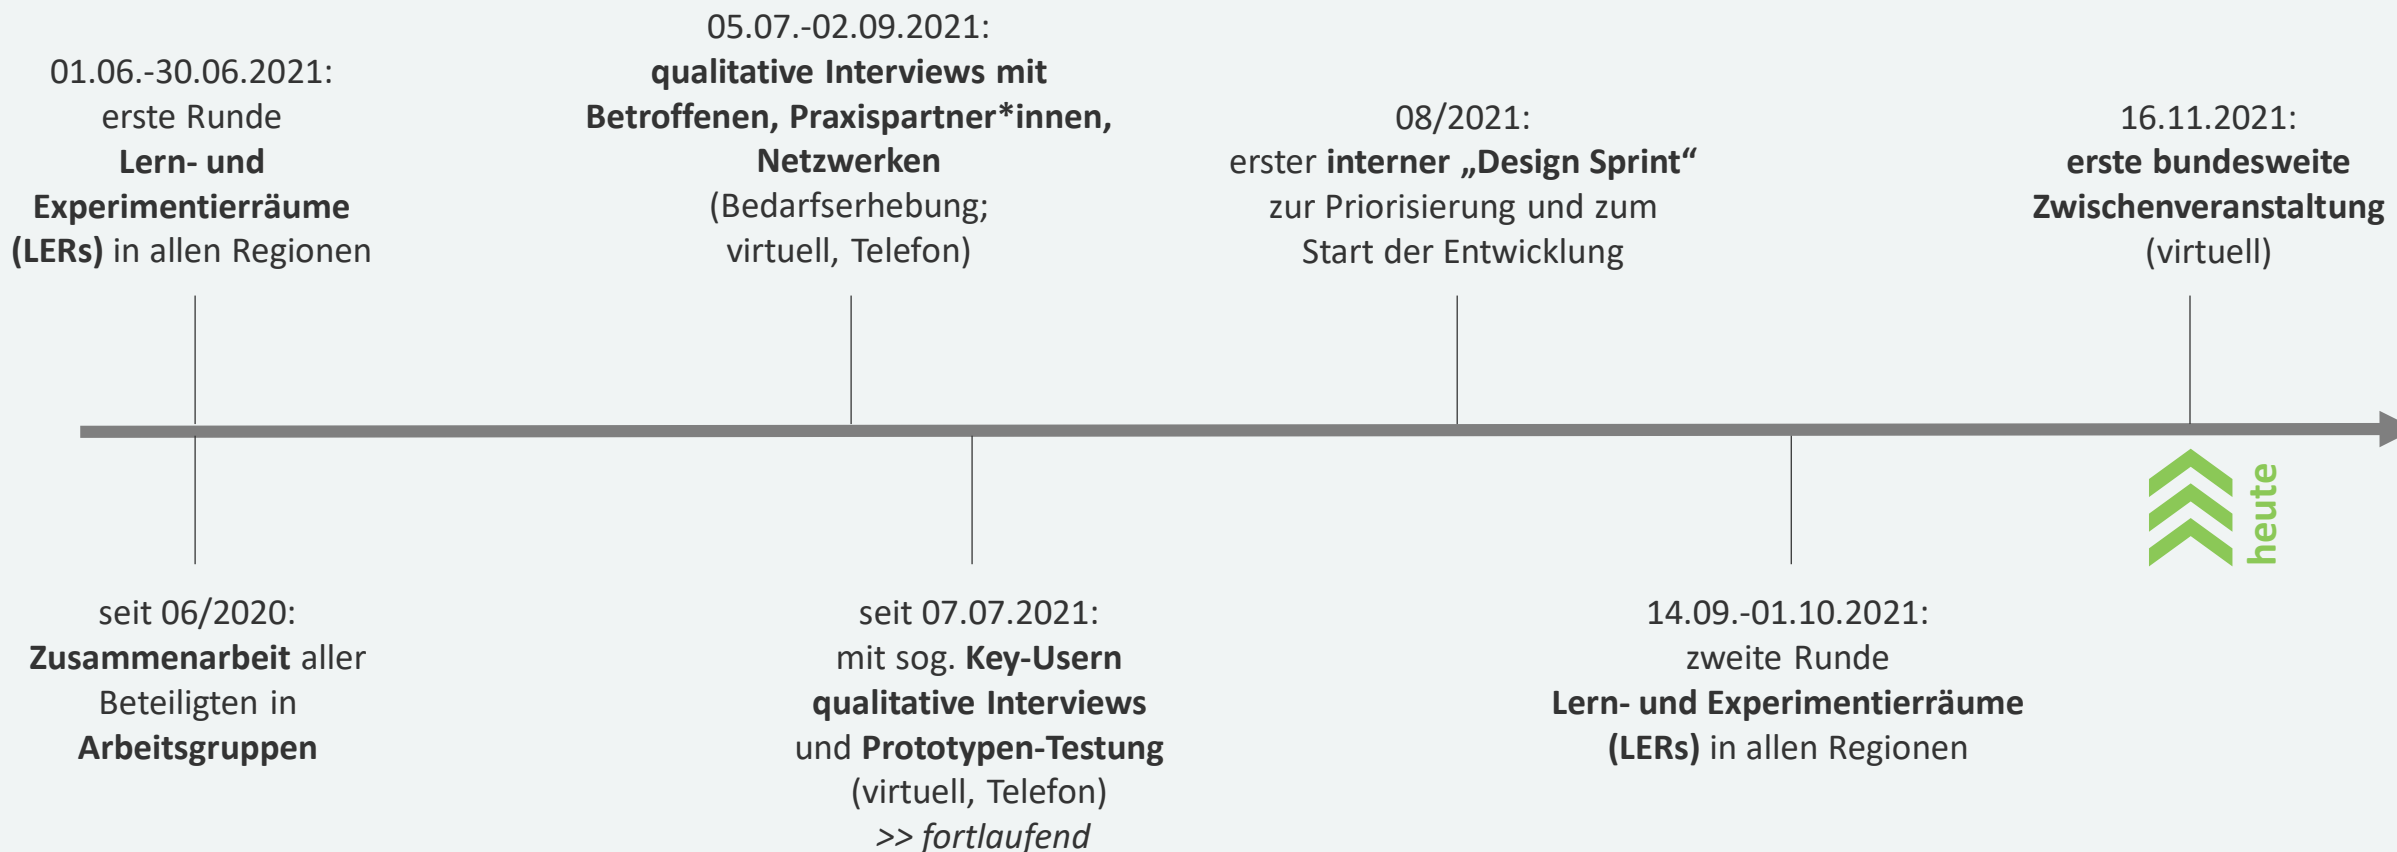 01.06.-30.06.2021:
erste Runde
Lern- und
Experimentierräume
(LERs) in allen Regionen
05.07.-02.09.2021:
qualitative Interviews mit
Betroffenen, Praxispartner*innen,
Netzwerken
(Bedarfserhebung;
virtuell, Telefon)
08/2021:
erster interner „Design Sprint“
zur Priorisierung und zum
Start der Entwicklung
16.11.2021:
erste bundesweite
Zwischenveranstaltung
(virtuell)
heute
seit 06/2020:
Zusammenarbeit aller
Beteiligten in
Arbeitsgruppen
seit 07.07.2021:
mit sog. Key-Usern
qualitative Interviews
und Prototypen-Testung
(virtuell, Telefon)
>> fortlaufend
14.09.-01.10.2021:
zweite Runde
Lern- und Experimentierräume
(LERs) in allen Regionen